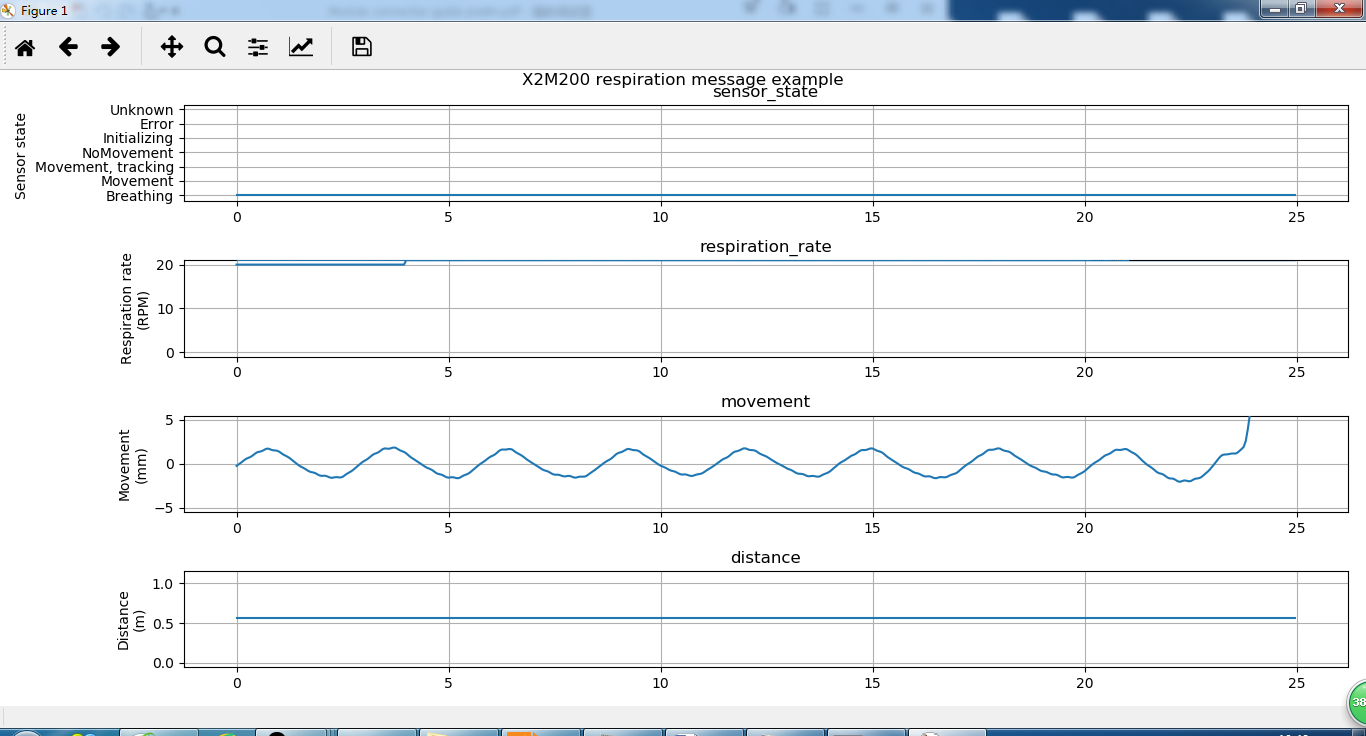 Figure 1
X2M200 respiration message example
sensor_state
Sensor state
Unknown
Error
Initializing
NoMovement
Movement, tracking
Movement
Breathing
0 5 10 15 20 25
respiration_rate
Respiration rate
(RPM)
20
10
0
0 5 10 15 20 25
movement
Movement
(mm)
5
0
−5
0 5 10 15 20 25
distance
Distance
(m)
1.0
0.5
0.0
0 5 10 15 20 25
38